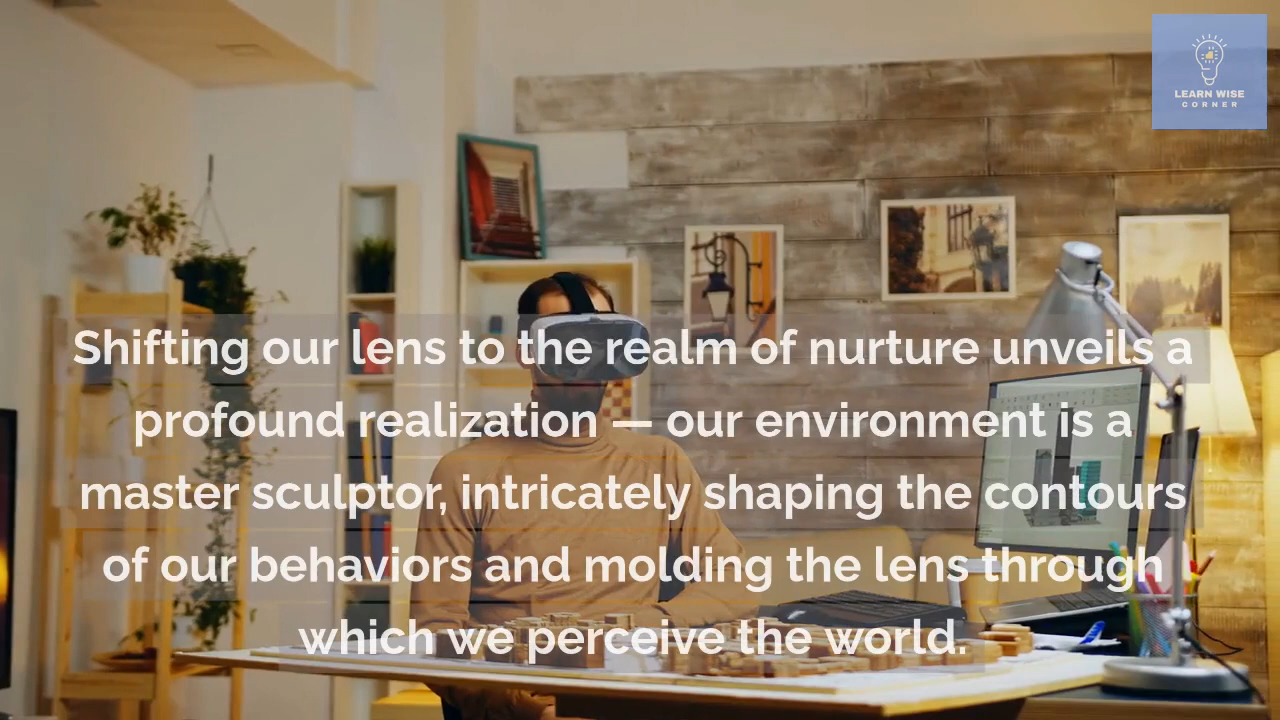 LEARN WISE
CORNER
Shifting our lens to the realm of nurture unveils a
profound realization — our environment is a
master sculptor, intricately shaping the contours
of our behaviors and molding the lens through
which we perceive the world.